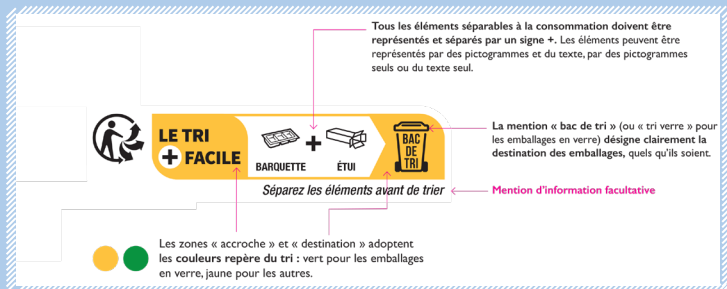 Tous les éléments séparables à la consommation doivent être
représentés et séparés par un signe +. Les éléments peuvent être
représentés par des pictogrammes et du texte, par des pictogrammes
seuls ou du texte seul.
LE TRI
+ FACILE
BARQUETTE
+
ÉTUI
BAC
DE
TRI
Séparez les éléments avant de trier
La mention « bac de tri » (ou « tri verre » pour
les emballages en verre) désigne clairement la
destination des emballages, quels qu'ils soient.
Mention d'information facultative
Les zones « accroche » et « destination » adoptent
les couleurs repère du tri : vert pour les emballages
en verre, jaune pour les autres.